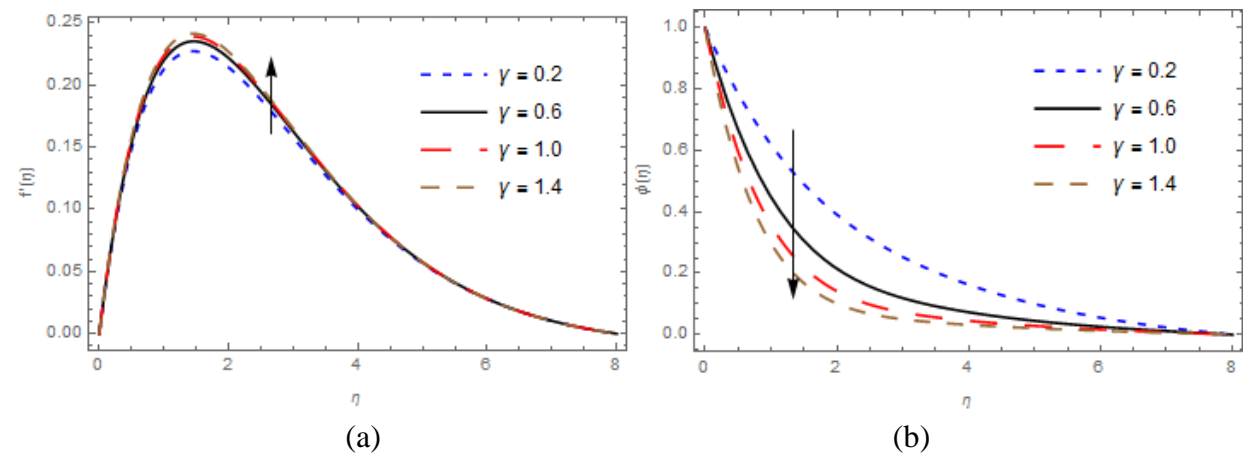 0.25
0.20
0.15
0.10
0.05
0.00
f'(η)
0 2 4 6 8
η
γ = 0.2
γ = 0.6
γ = 1.0
γ = 1.4
(a)
1.0
0.8
0.6
0.4
0.2
0.0
ϕ(η)
0 2 4 6 8
η
γ = 0.2
γ = 0.6
γ = 1.0
γ = 1.4
(b)